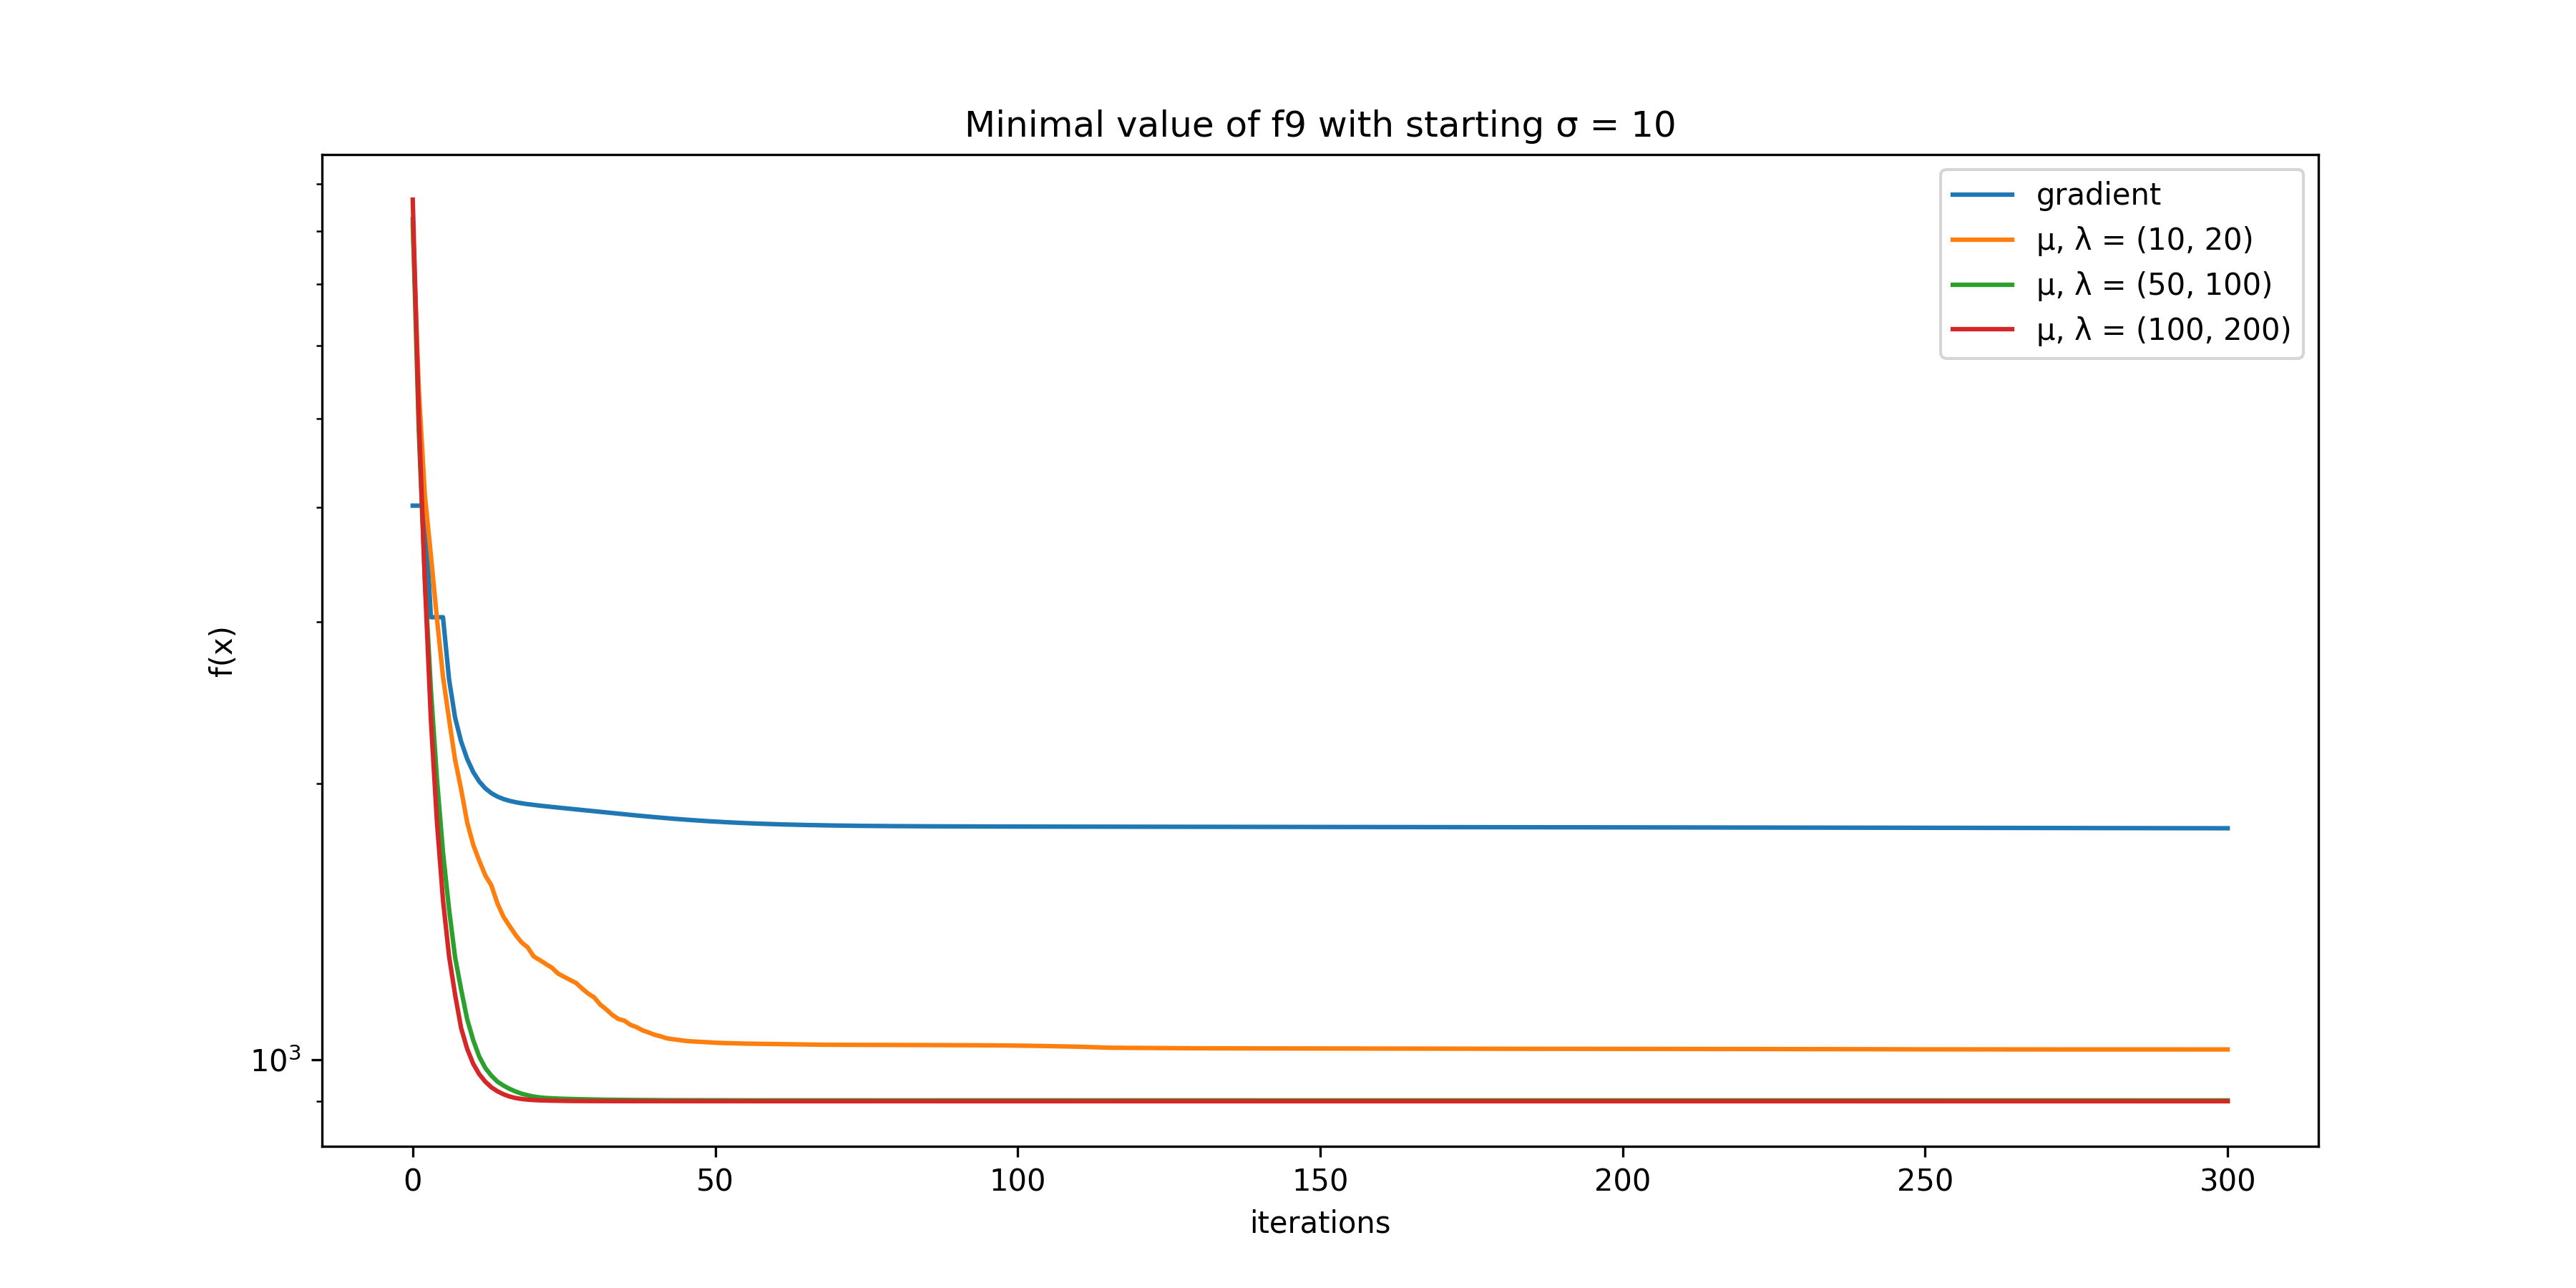 Minimal value of f9 with starting σ = 10
gradient
μ, λ = (10, 20)
μ, λ = (50, 100)
μ, λ = (100, 200)
f(x)
10³
0 50 100 150 200 250 300
iterations